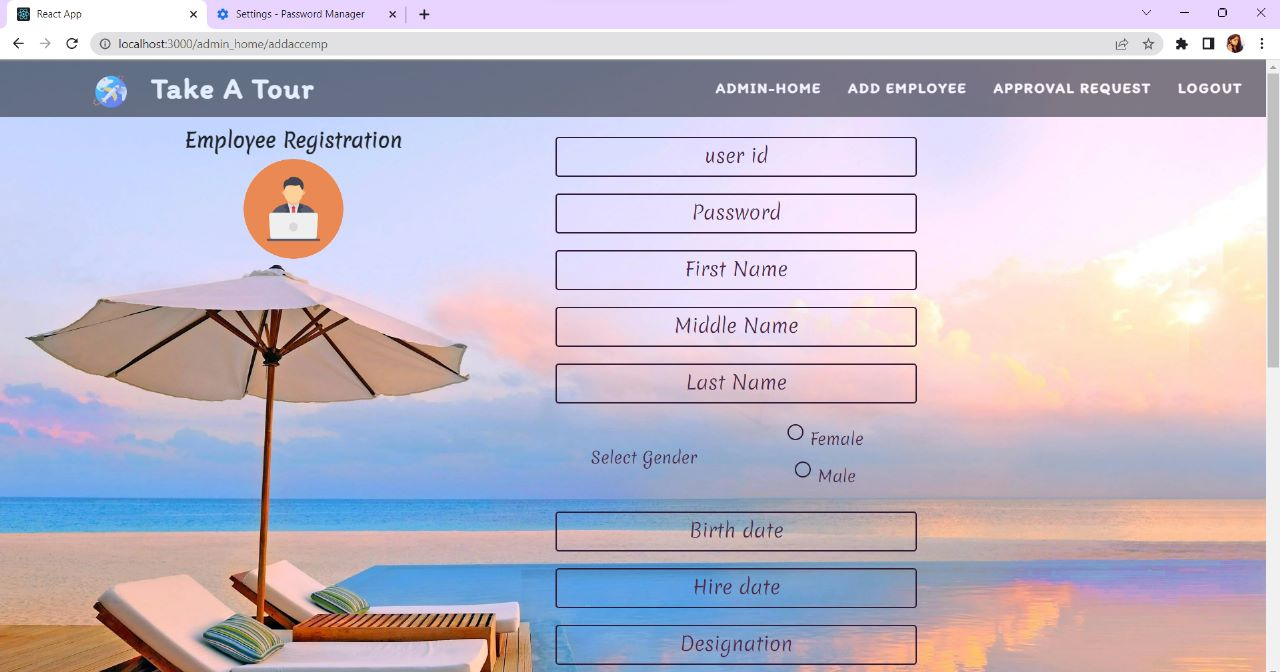 React App
Settings - Password Manager
localhost:3000/admin_home/addaccemp
Take A Tour
ADMIN-HOME
ADD EMPLOYEE
APPROVAL REQUEST
LOGOUT
Employee Registration
user id
Password
First Name
Middle Name
Last Name
Select Gender
Female
Male
Birth date
Hire date
Designation